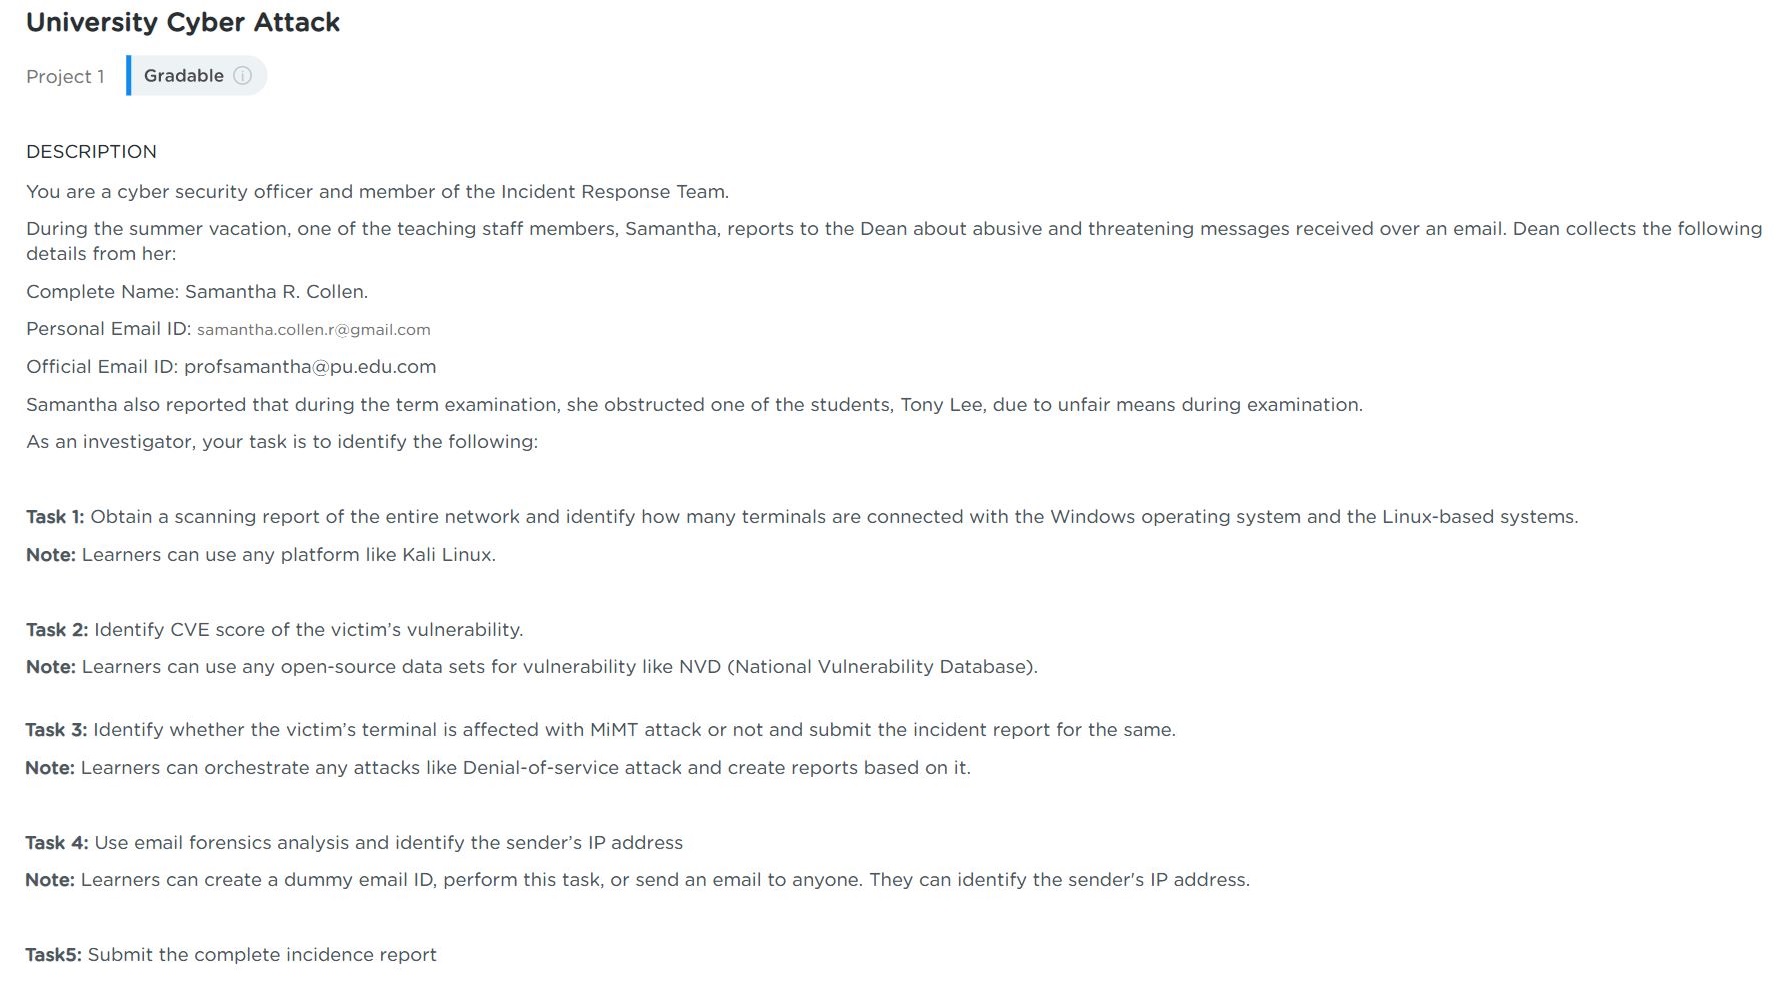 University Cyber Attack
Project 1 Gradable
DESCRIPTION
You are a cyber security officer and member of the Incident Response Team.
During the summer vacation, one of the teaching staff members, Samantha, reports to the Dean about abusive and threatening messages received over an email. Dean collects the following
details from her:
Complete Name: Samantha R. Collen.
Personal Email ID: samantha.collen.r@gmail.com
Official Email ID: profsamantha@pu.edu.com
Samantha also reported that during the term examination, she obstructed one of the students, Tony Lee, due to unfair means during examination.
As an investigator, your task is to identify the following:
Task 1: Obtain a scanning report of the entire network and identify how many terminals are connected with the Windows operating system and the Linux-based systems.
Note: Learners can use any platform like Kali Linux.
Task 2: Identify CVE score of the victim's vulnerability.
Note: Learners can use any open-source data sets for vulnerability like NVD (National Vulnerability Database).
Task 3: Identify whether the victim's terminal is affected with MiMT attack or not and submit the incident report for the same.
Note: Learners can orchestrate any attacks like Denial-of-service attack and create reports based on it.
Task 4: Use email forensics analysis and identify the sender's IP address
Note: Learners can create a dummy email ID, perform this task, or send an email to anyone. They can identify the sender's IP address.
Task5: Submit the complete incidence report